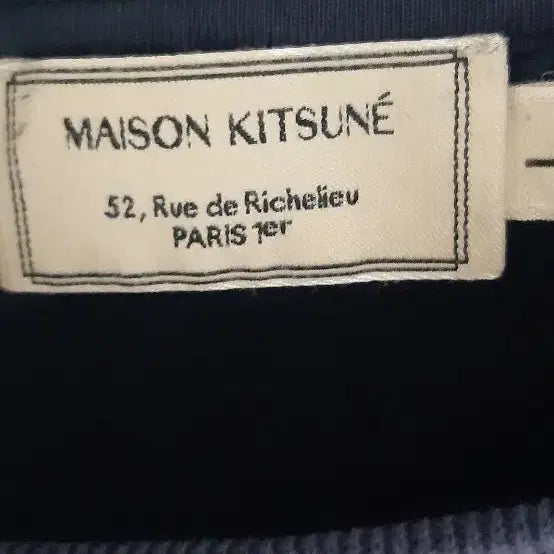 MAISON KITSUNÉ
52, Rue de Richelieu
PARIS 1er